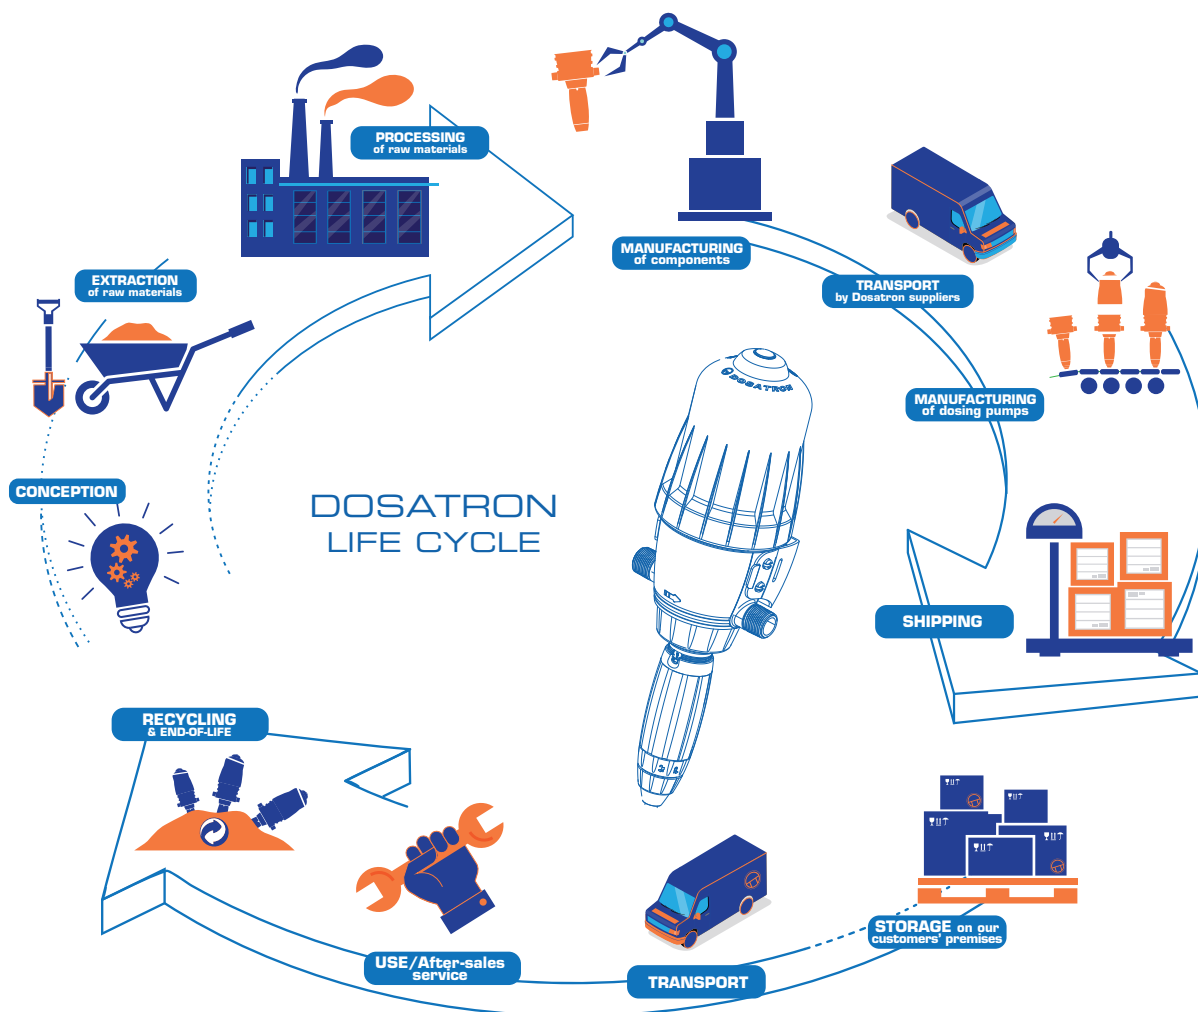 PROCESSING
of raw materials
MANUFACTURING
of components
EXTRACTION
of raw materials
TRANSPORT
by Dosatron suppliers
DOSATRON
MANUFACTURING
of dosing pumps
CONCEPTION
DOSATRON
LIFE CYCLE
SHIPPING
RECYCLING
& END-OF-LIFE
STORAGE on our
customers' premises
USE/After-sales
service
TRANSPORT